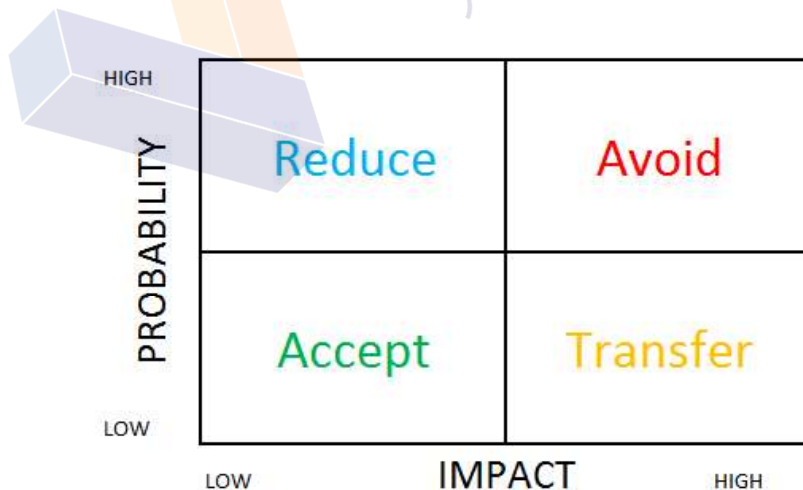 HIGH
Reduce
Avoid
PROBABILITY
Accept
Transfer
LOW
LOW
IMPACT
HIGH